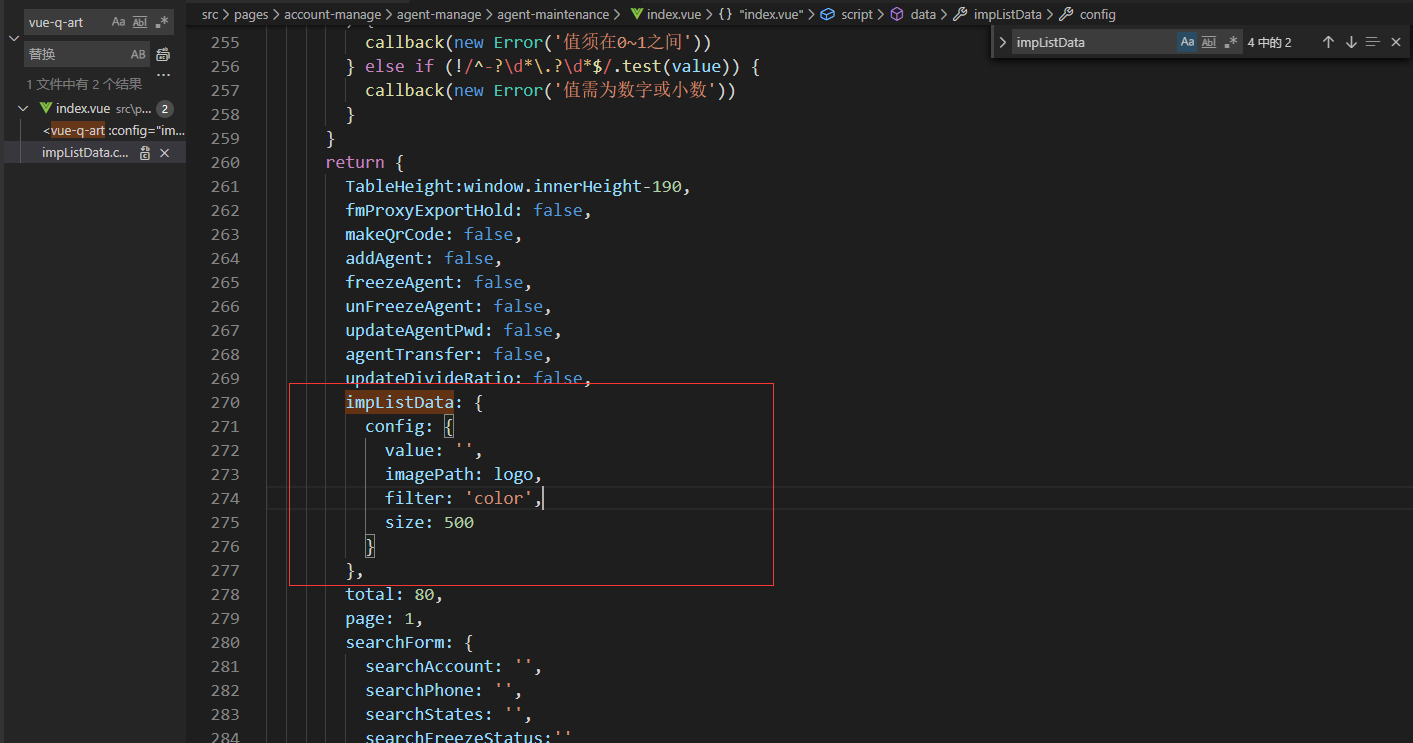 vue-q-art Aa Abl .*
替换 AB
1 文件中有 2 个结果
index.vue src\p... 2
<vue-q-art :config="im...
impListData.c...
src > pages > account-manage > agent-manage > agent-maintenance > index.vue > {} "index.vue" > script > data > impListData > config
impListData Aa Abl .* 4 中的 2
255 callback(new Error('值须在0~1之间'))
256 } else if (!/^-?\d*\.?\d*$/.test(value)) {
257 callback(new Error('值需为数字或小数'))
258 }
259 }
260 return {
261 TableHeight:window.innerHeight-190,
262 fmProxyExportHold: false,
263 makeQrCode: false,
264 addAgent: false,
265 freezeAgent: false,
266 unFreezeAgent: false,
267 updateAgentPwd: false,
268 agentTransfer: false,
269 updateDivideRatio: false,
270 impListData: {
271 config: {
272 value: '',
273 imagePath: logo,
274 filter: 'color',
275 size: 500
276 }
277 },
278 total: 80,
279 page: 1,
280 searchForm: {
281 searchAccount: '',
282 searchPhone: '',
283 searchStates: '',
284 searchFreezeStatus:''